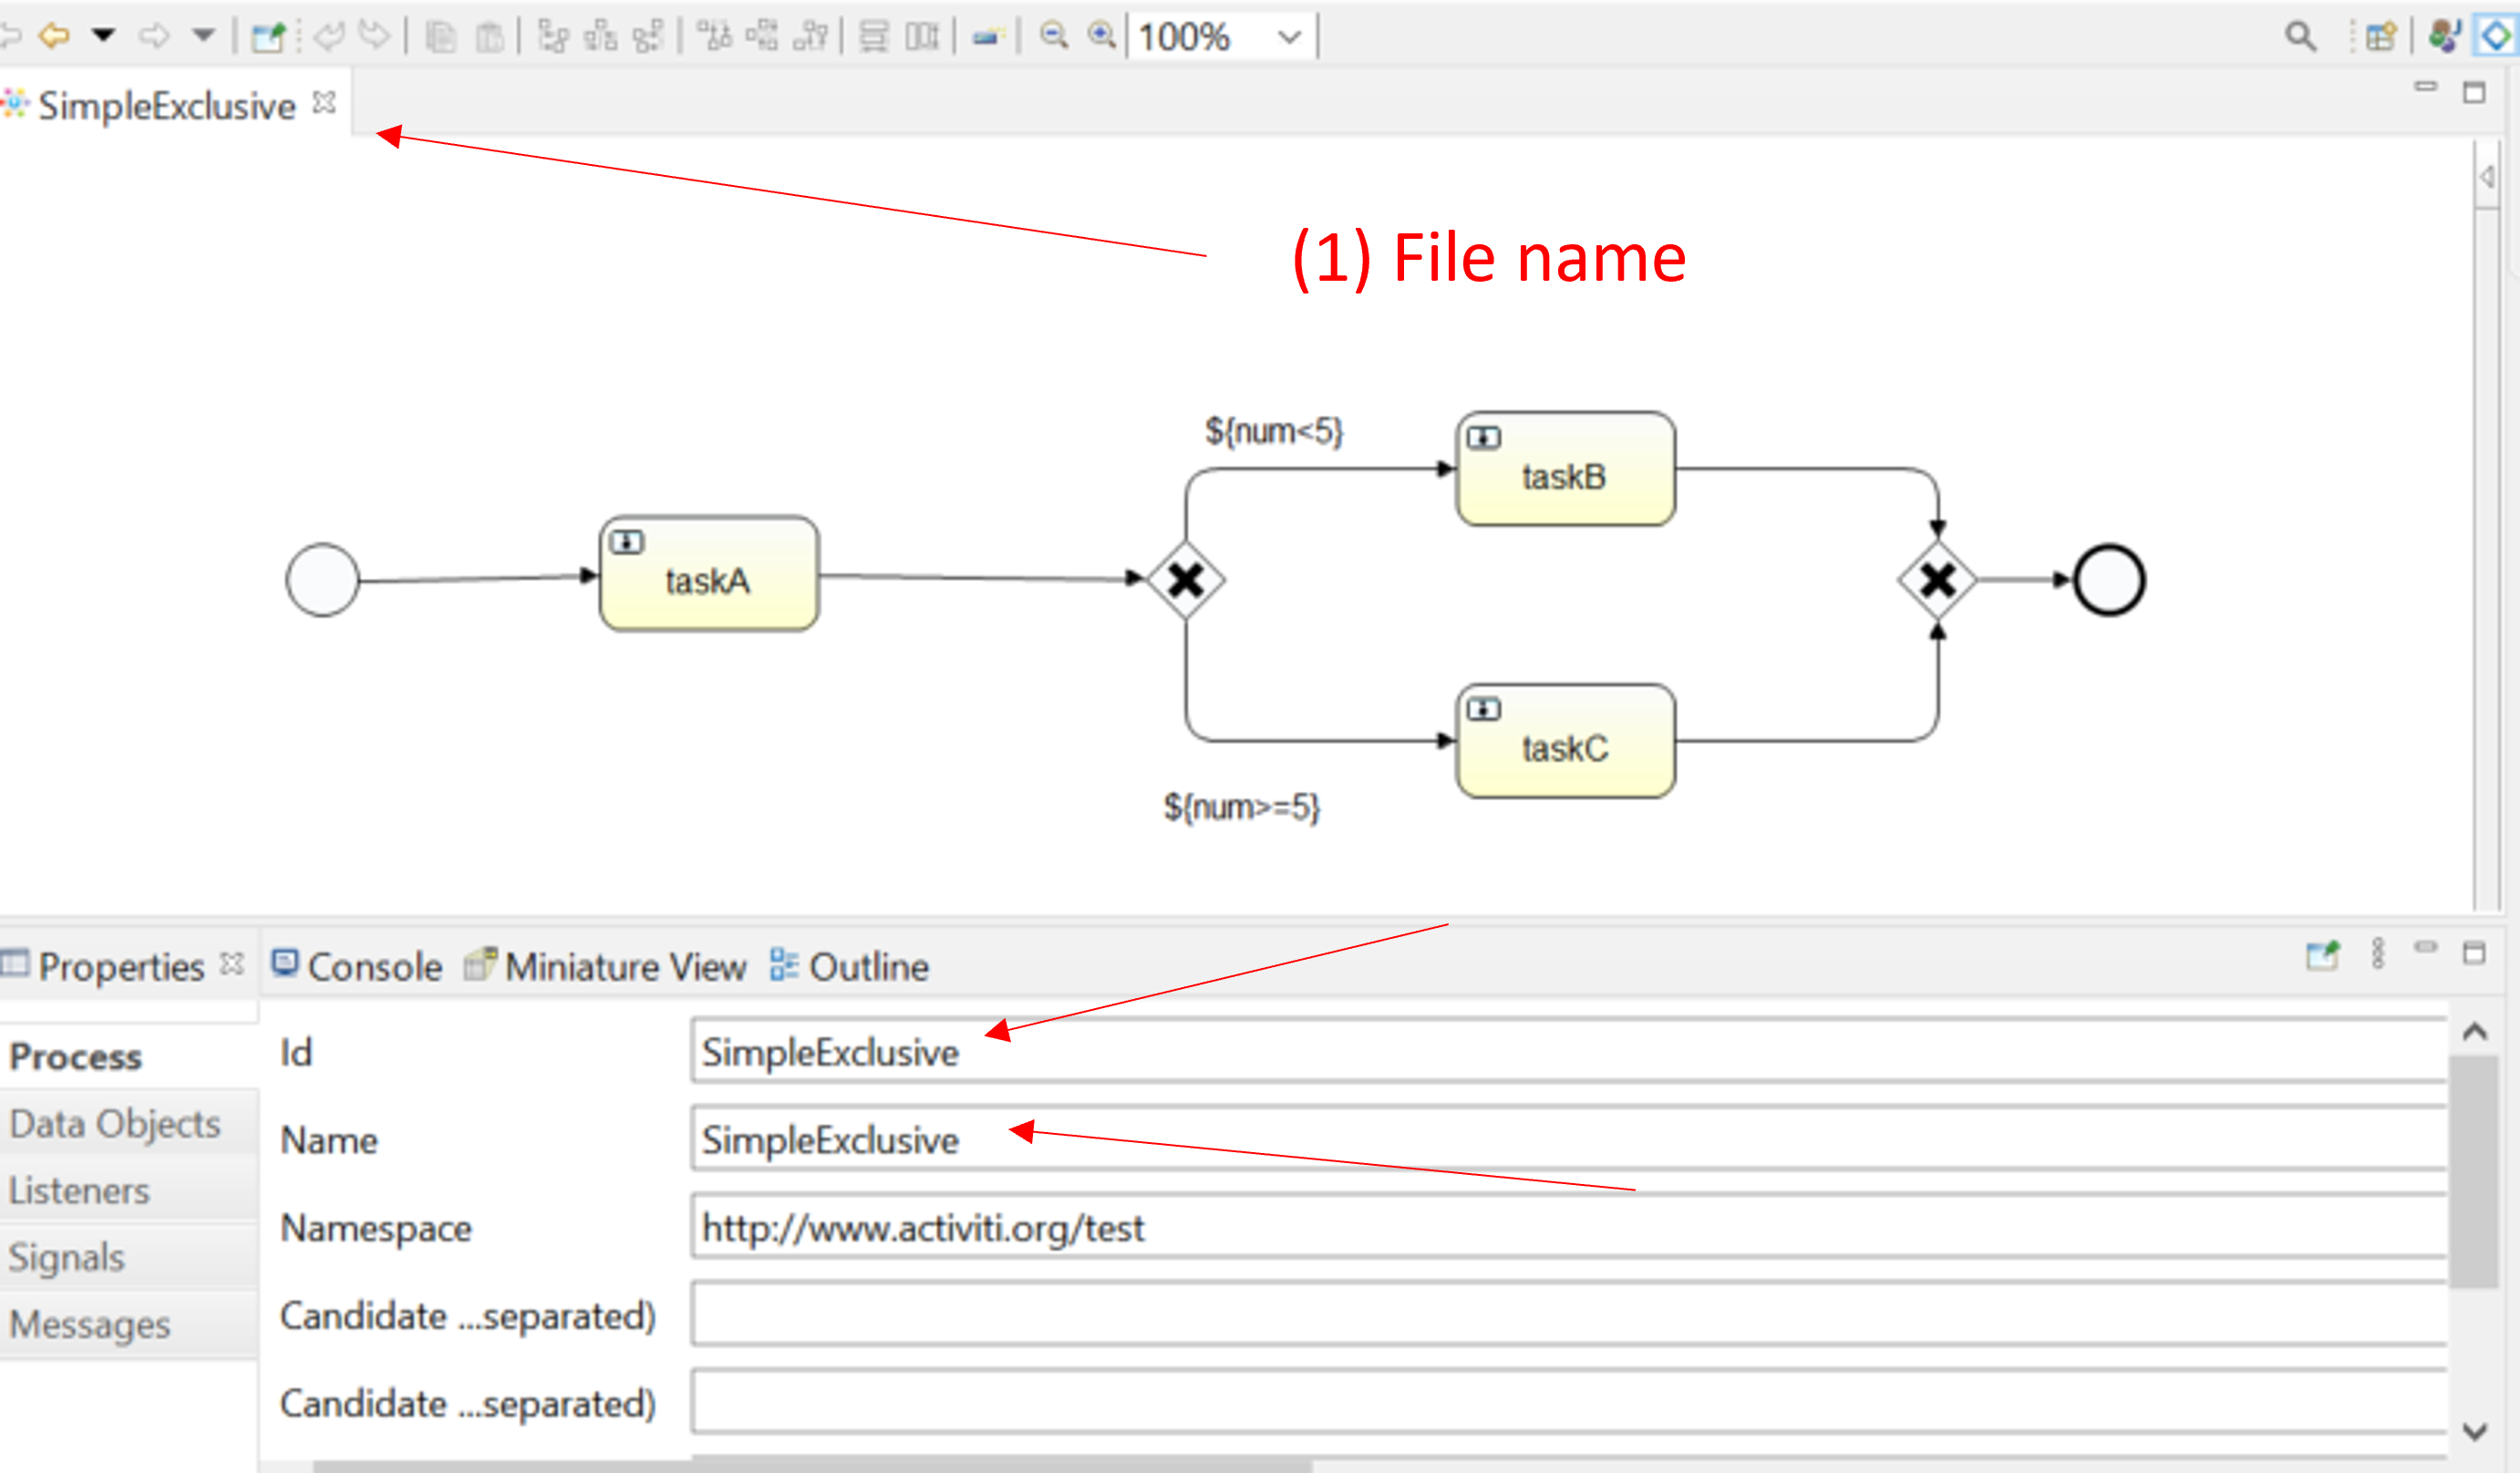 100%
SimpleExclusive
(1) File name
${num<5}
taskB
taskA
taskC
${num>=5}
Properties Console Miniature View Outline
Process
Id SimpleExclusive
Data Objects
Name SimpleExclusive
Listeners
Namespace http://www.activiti.org/test
Signals
Candidate ...separated)
Messages
Candidate ...separated)